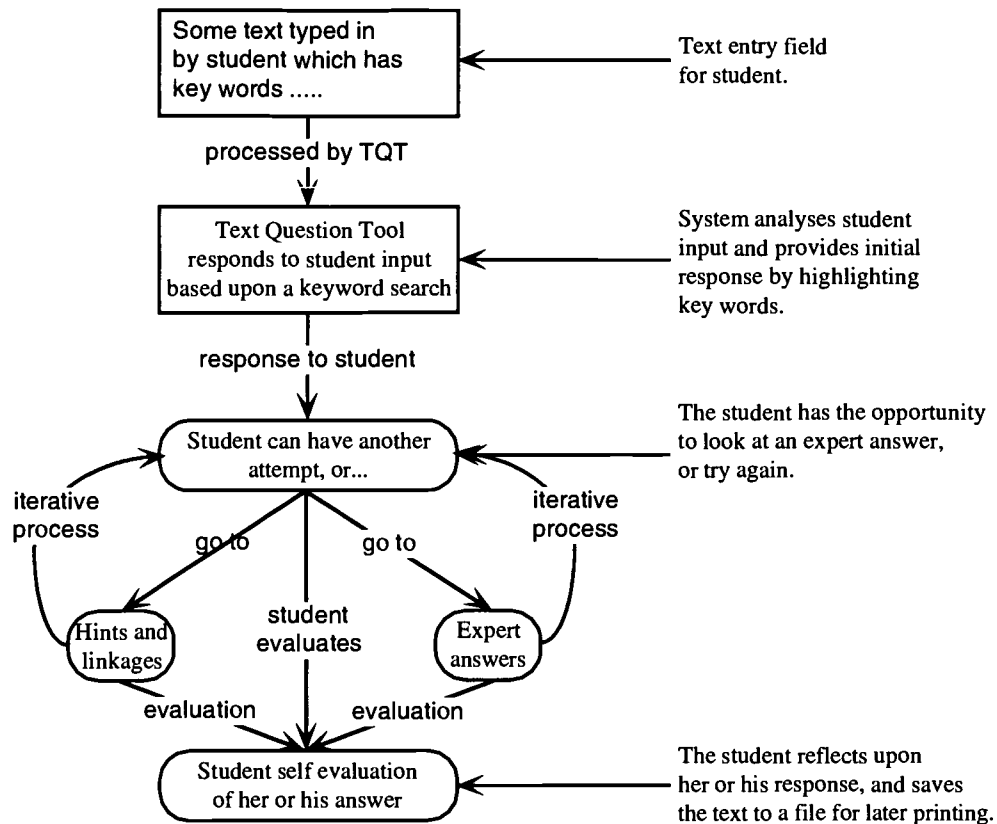 Some text typed in
by student which has
key words .....
Text entry field
for student.
processed by TQT
Text Question Tool
responds to student input
based upon a keyword search
System analyses student
input and provides initial
response by highlighting
key words.
response to student
Student can have another
attempt, or...
The student has the opportunity
to look at an expert answer,
or try again.
iterative
process
iterative
process
go to
go to
student
evaluates
Hints and
linkages
Expert
answers
evaluation
evaluation
Student self evaluation
of her or his answer
The student reflects upon
her or his response, and saves
the text to a file for later printing.